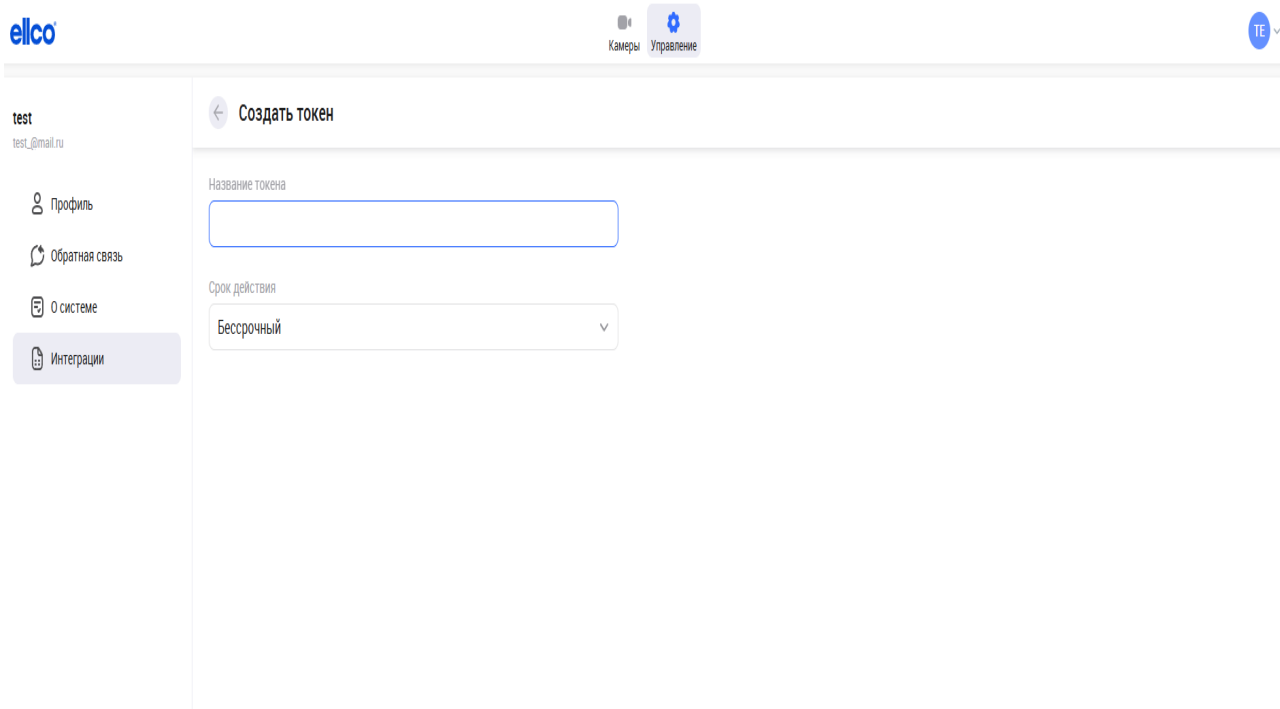 ellco
Камеры
Управление
TE
test
test_@mail.ru
Профиль
Обратная связь
О системе
Интеграции
Создать токен
Название токена
Срок действия
Бессрочный